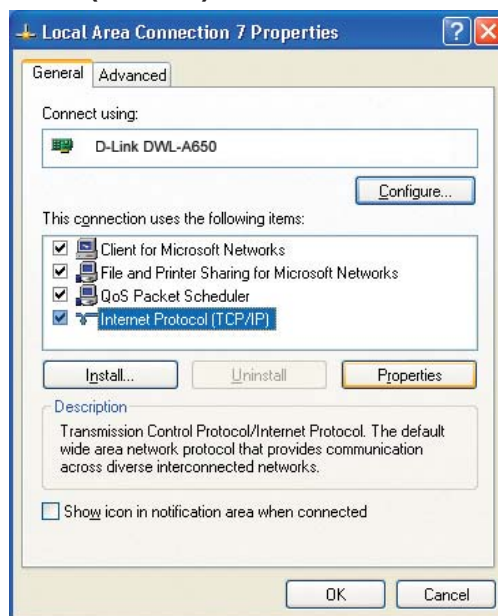 Local Area Connection 7 Properties
General Advanced
Connect using:
D-Link DWL-A650
Configure...
This connection uses the following items:
Client for Microsoft Networks
File and Printer Sharing for Microsoft Networks
QoS Packet Scheduler
Internet Protocol (TCP/IP)
Install... Uninstall Properties
Description
Transmission Control Protocol/Internet Protocol. The default
wide area network protocol that provides communication
across diverse interconnected networks.
Show icon in notification area when connected
OK Cancel